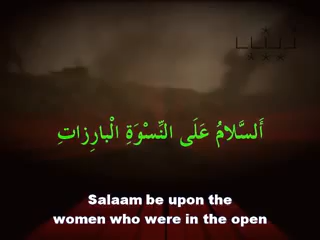 أَلسَّلامُ عَلَى النِّسْوَةِ الْبارِزاتِ
Salaam be upon the
women who were in the open